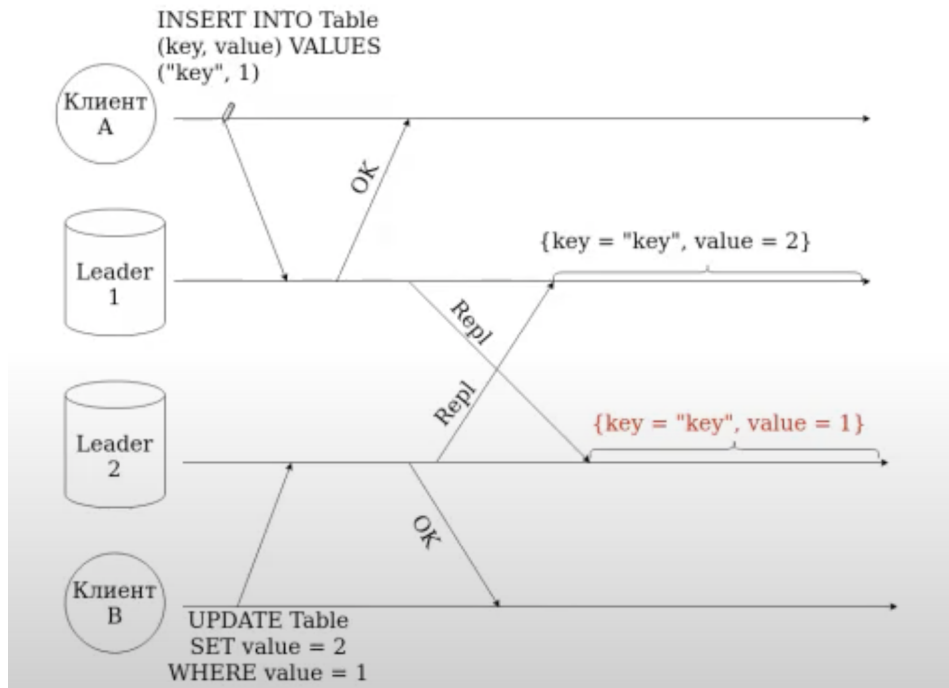 INSERT INTO Table
(key, value) VALUES
("key", 1)
Клиент
A
OK
Leader
1
{key = "key", value = 2}
Repl
Repl
Leader
2
{key = "key", value = 1}
OK
Клиент
B
UPDATE Table
SET value = 2
WHERE value = 1